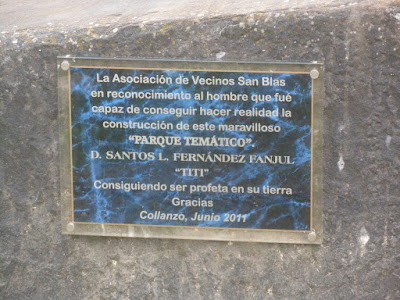 La Asociación de Vecinos San Blas
en reconocimiento al hombre que fué
capaz de conseguir hacer realidad la
construcción de este maravilloso
"PARQUE TEMÁTICO".
D. SANTOS L. FERNÁNDEZ FANJUL
"TITI"
Consiguiendo ser profeta en su tierra
Gracias
Collanzo, Junio 2011